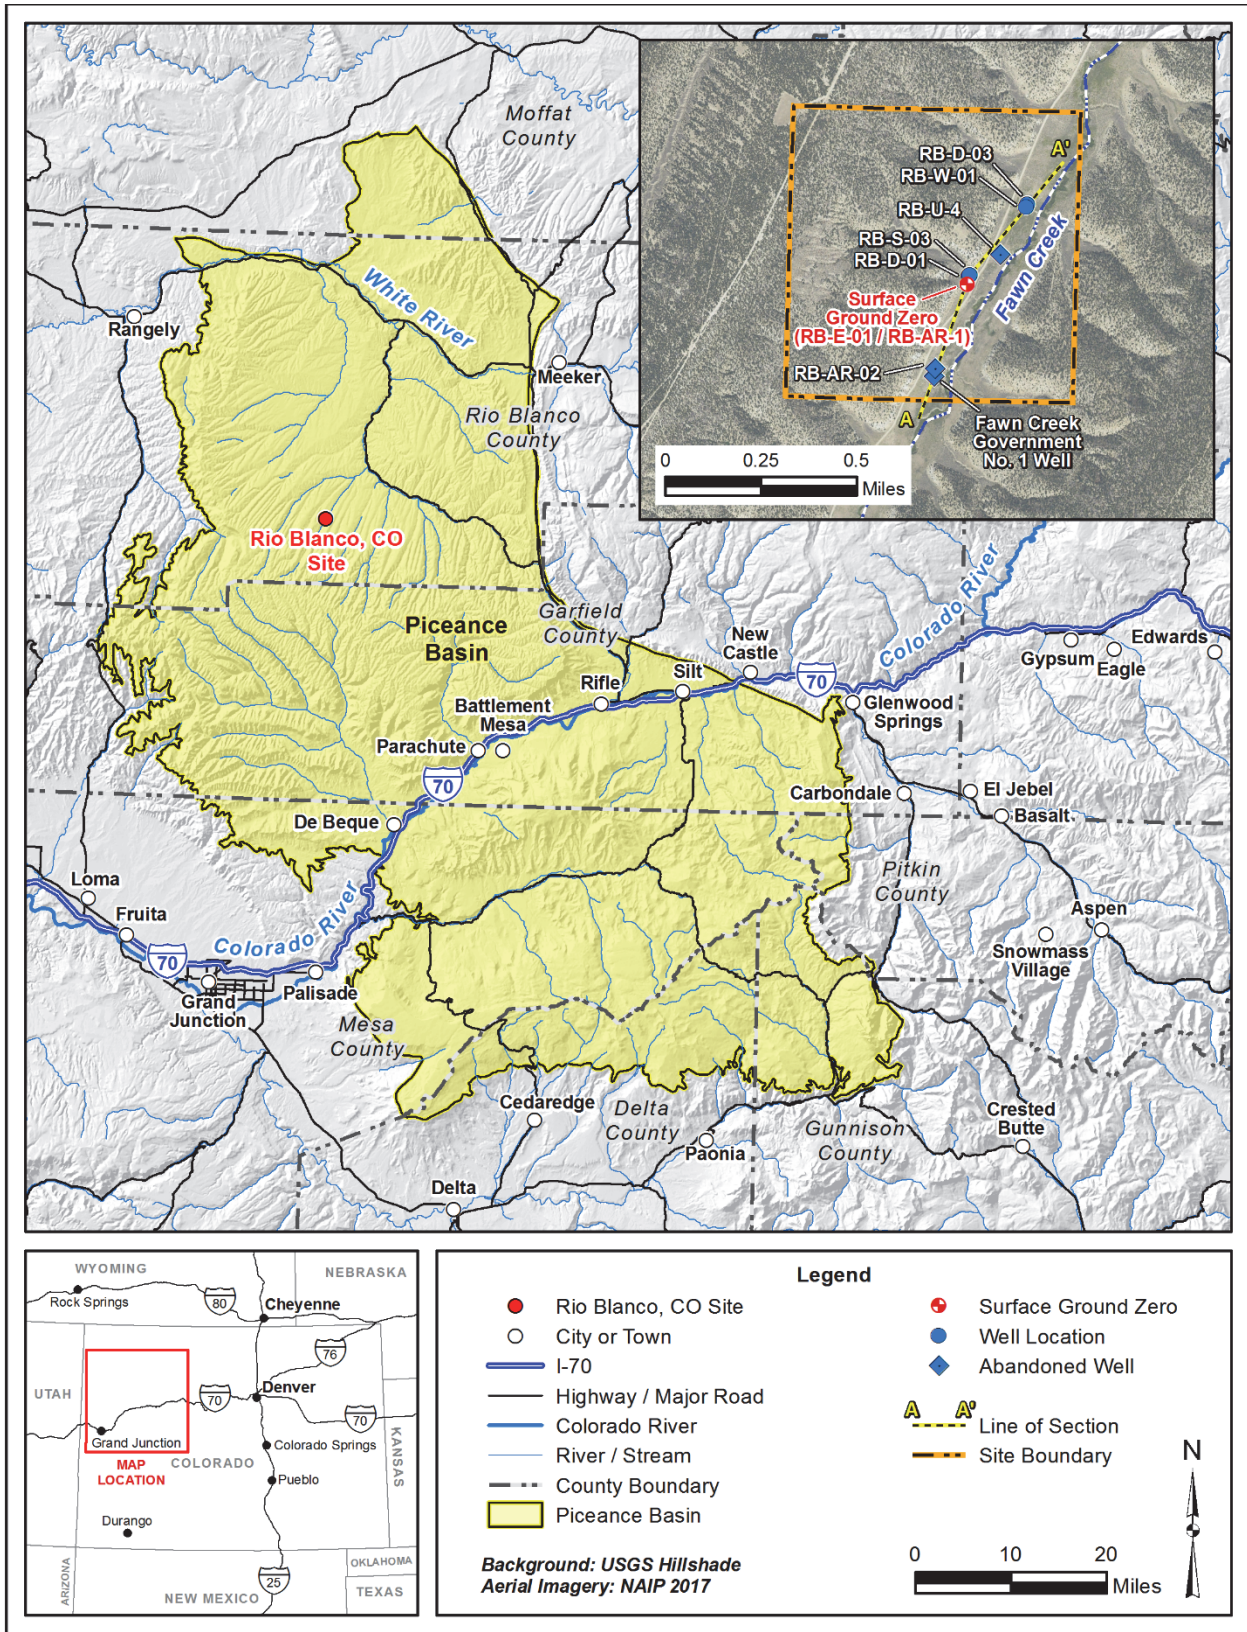 Moffat
County
White River
Rangely
Meeker
Rio Blanco
County
Rio Blanco, CO
Site
Garfield
County
Piceance
Basin
Colorado River
New
Castle
Silt
Rifle
70
Gypsum
Eagle
Edwards
Glenwood
Springs
Battlement
Mesa
Parachute
70
De Beque
Carbondale
El Jebel
Basalt
Pitkin
County
Loma
Fruita
Colorado River
70
Grand
Junction
Palisade
Mesa
County
Aspen
Snowmass
Village
Cedaredge
Delta
County
Paonia
Gunnison
County
Crested
Butte
Delta
RB-D-03
RB-W-01
A'
RB-U-4
RB-S-03
RB-D-01
Fawn Creek
Surface
Ground Zero
(RB-E-01 / RB-AR-1)
RB-AR-02
A
Fawn Creek
Government
No. 1 Well
0 0.25 0.5
Miles
WYOMING
NEBRASKA
Rock Springs
80
Cheyenne
76
UTAH
70
Denver
70
Grand Junction
Colorado Springs
MAP
LOCATION
COLORADO
KANSAS
Pueblo
Durango
ARIZONA
NEW MEXICO
25
OKLAHOMA
TEXAS
Legend
Rio Blanco, CO Site
City or Town
I-70
Highway / Major Road
Colorado River
River / Stream
County Boundary
Piceance Basin
Background: USGS Hillshade
Aerial Imagery: NAIP 2017
Surface Ground Zero
Well Location
Abandoned Well
A A'
Line of Section
Site Boundary
N
0 10 20
Miles